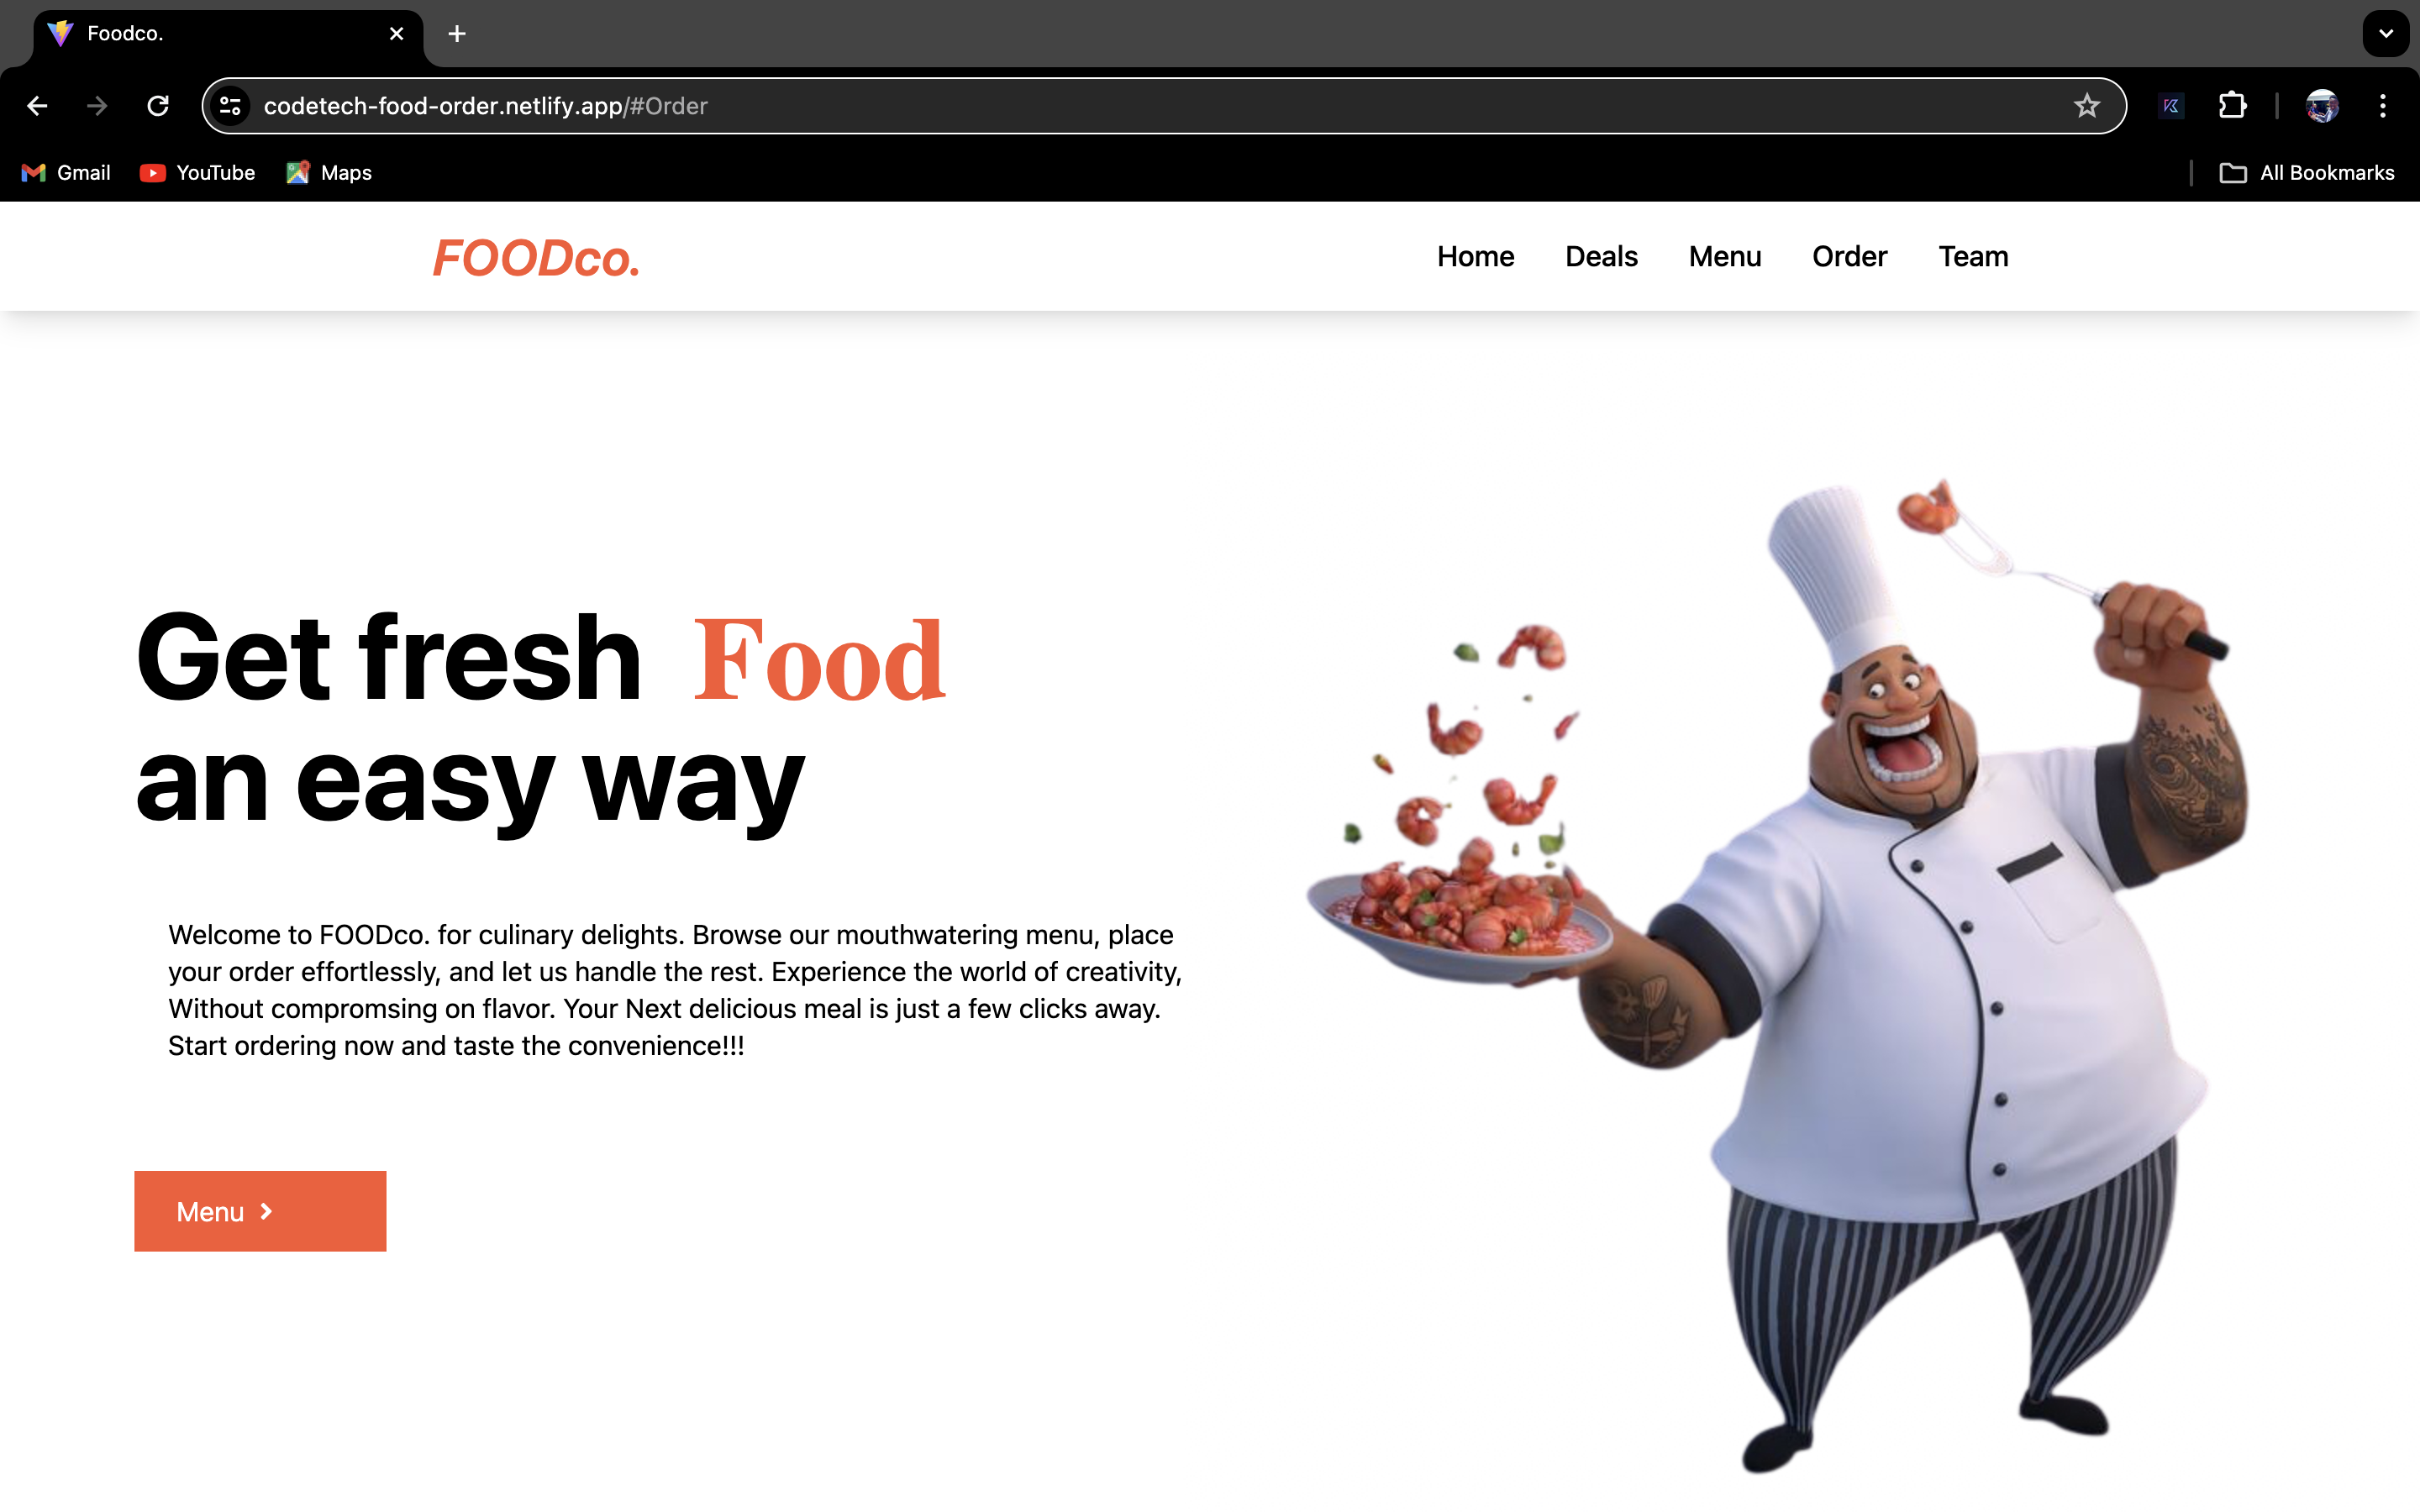 Foodco.
codetech-food-order.netlify.app/#Order
Gmail YouTube Maps All Bookmarks
FOODco. Home Deals Menu Order Team
Get fresh Food
an easy way
Welcome to FOODco. for culinary delights. Browse our mouthwatering menu, place
your order effortlessly, and let us handle the rest. Experience the world of creativity,
Without compromsing on flavor. Your Next delicious meal is just a few clicks away.
Start ordering now and taste the convenience!!!
Menu